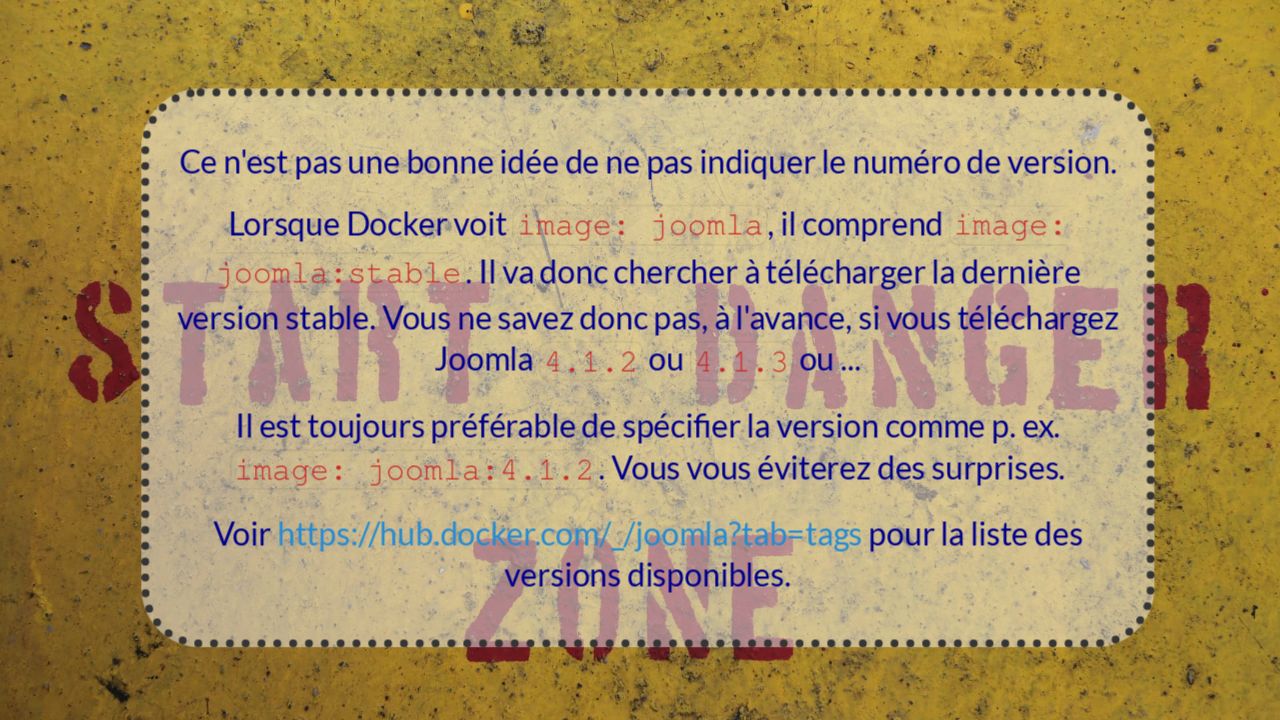 Ce n'est pas une bonne idée de ne pas indiquer le numéro de version.
Lorsque Docker voit image: joomla, il comprend image:
joomla:stable. Il va donc chercher à télécharger la dernière
version stable. Vous ne savez donc pas, à l'avance, si vous téléchargez
Joomla 4.1.2 ou 4.1.3 ou ...
Il est toujours préférable de spécifier la version comme p. ex.
image: joomla:4.1.2. Vous vous éviterez des surprises.
Voir https://hub.docker.com/_/joomla?tab=tags pour la liste des
versions disponibles.
START DANGER
ZONE